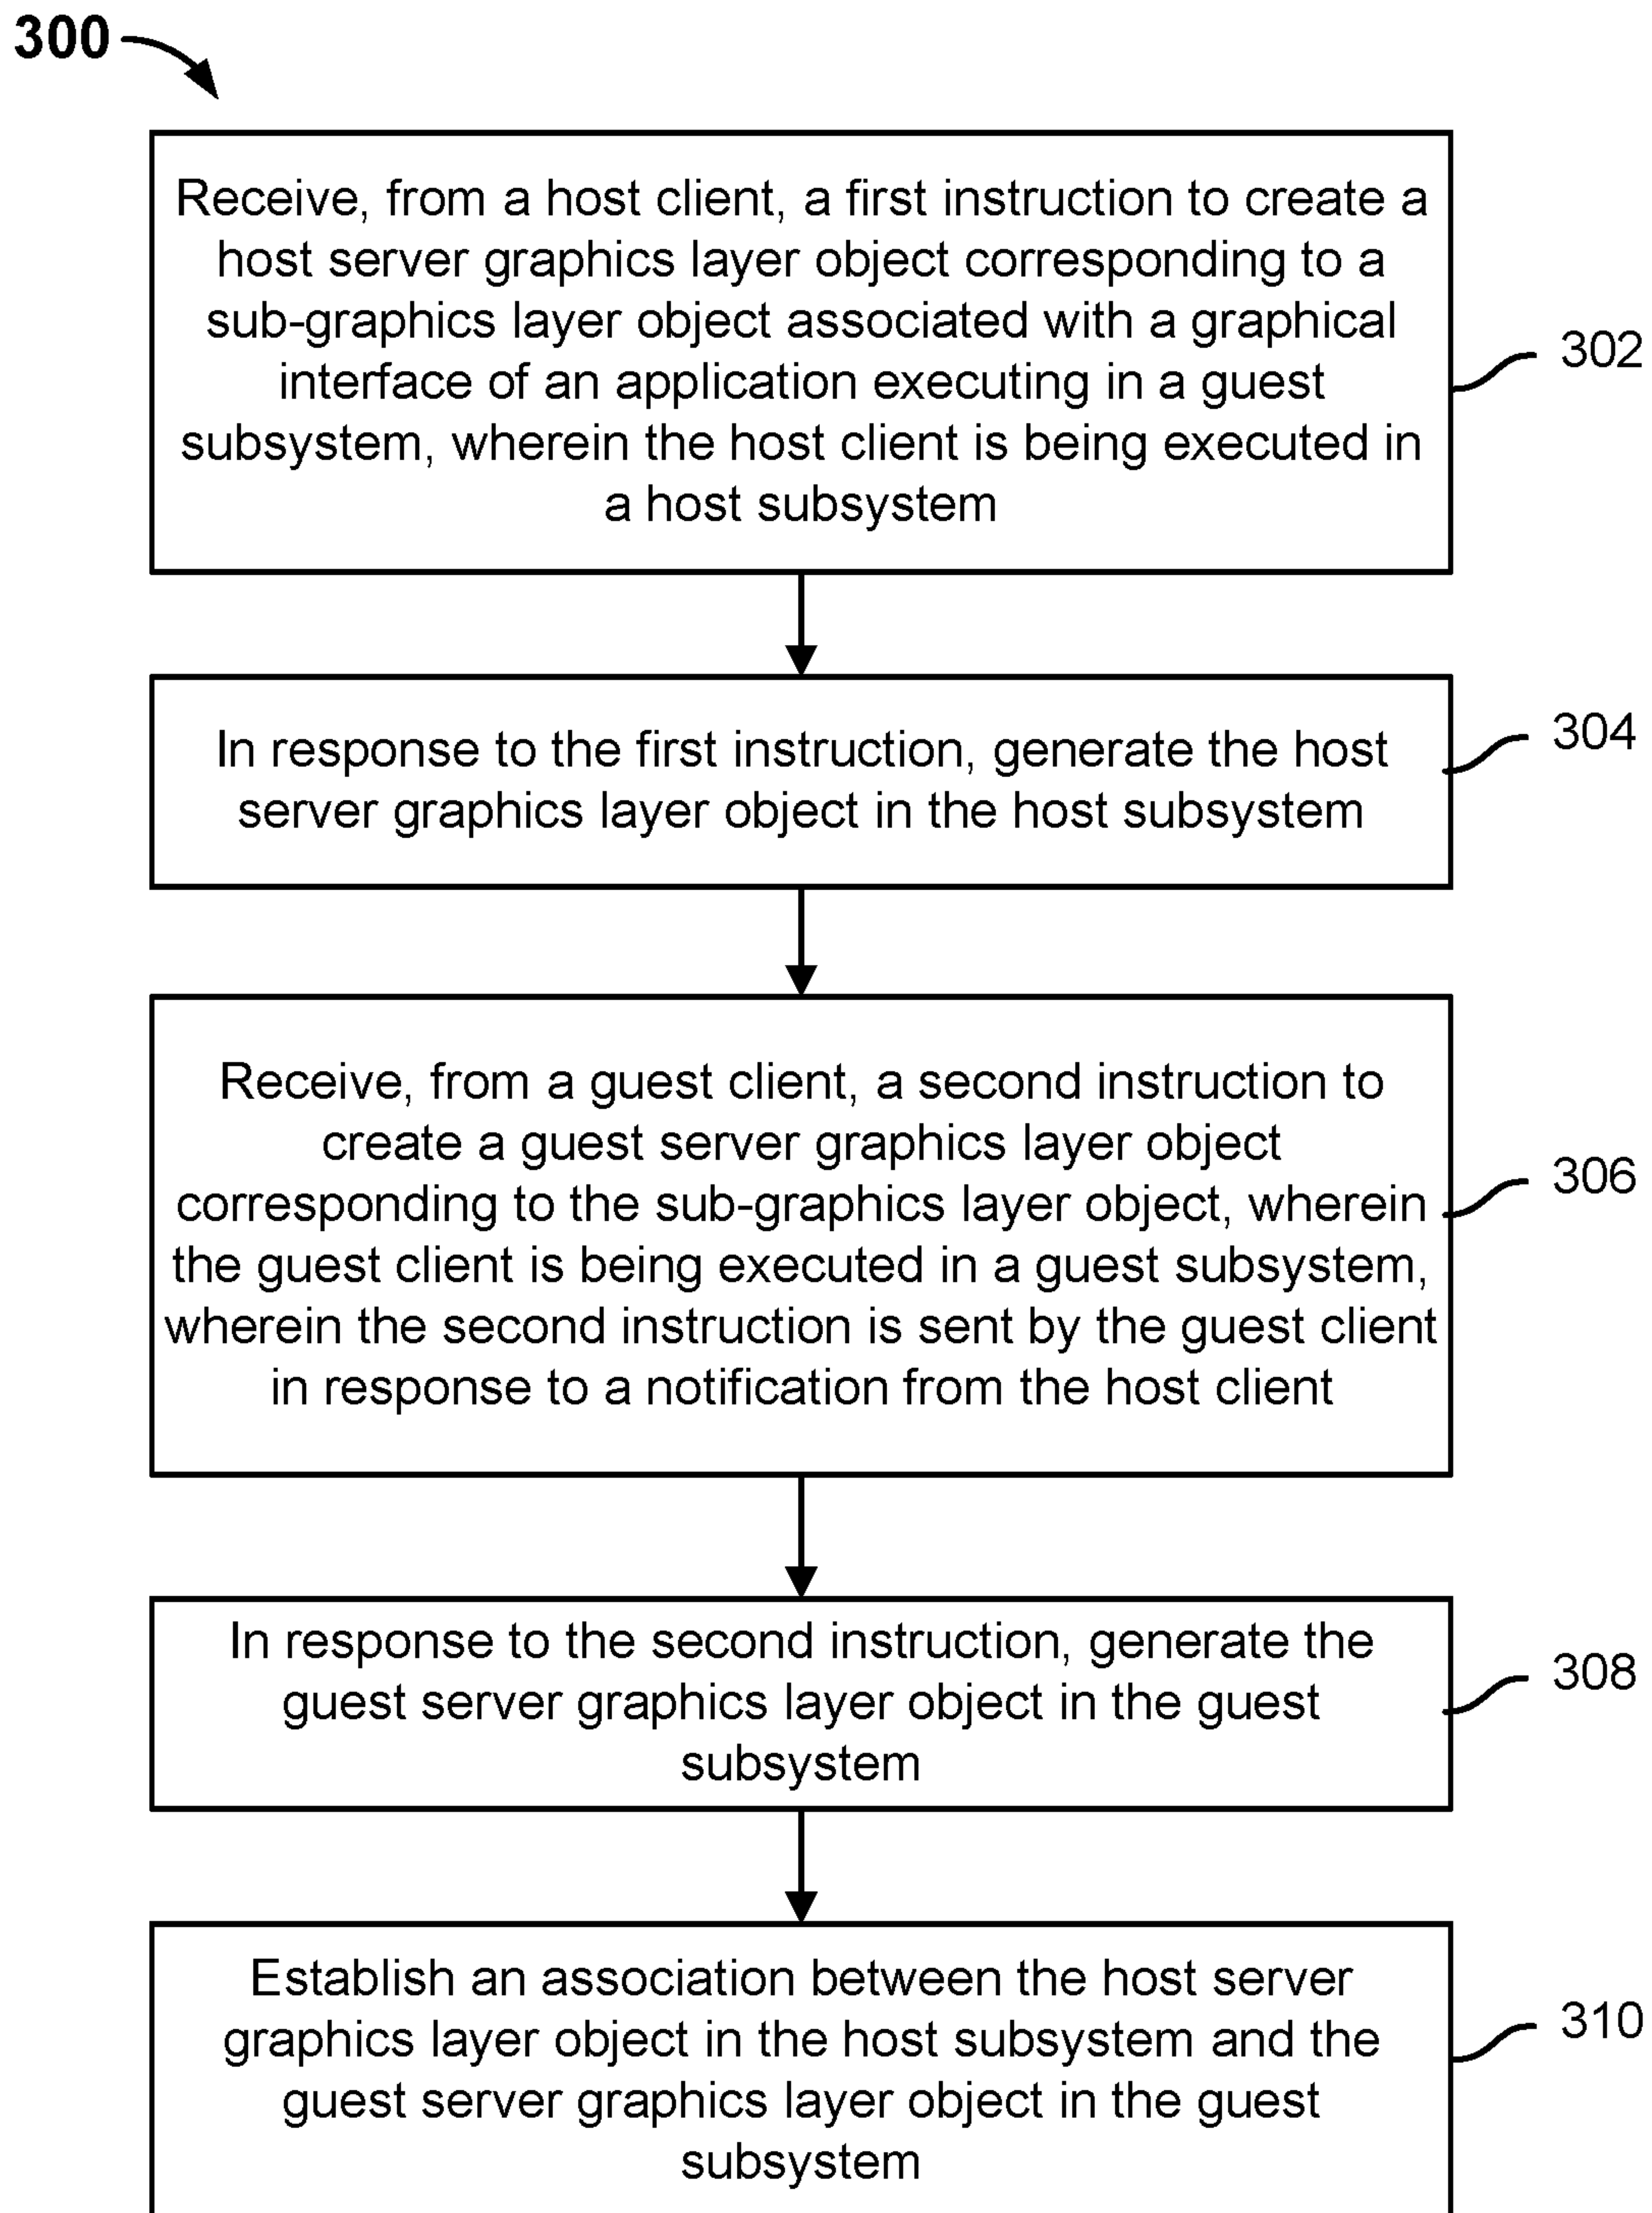 300
Receive, from a host client, a first instruction to create a
host server graphics layer object corresponding to a
sub-graphics layer object associated with a graphical
interface of an application executing in a guest
subsystem, wherein the host client is being executed in
a host subsystem
302
In response to the first instruction, generate the host
server graphics layer object in the host subsystem
304
Receive, from a guest client, a second instruction to
create a guest server graphics layer object
corresponding to the sub-graphics layer object, wherein
the guest client is being executed in a guest subsystem,
wherein the second instruction is sent by the guest client
in response to a notification from the host client
306
In response to the second instruction, generate the
guest server graphics layer object in the guest
subsystem
308
Establish an association between the host server
graphics layer object in the host subsystem and the
guest server graphics layer object in the guest
subsystem
310